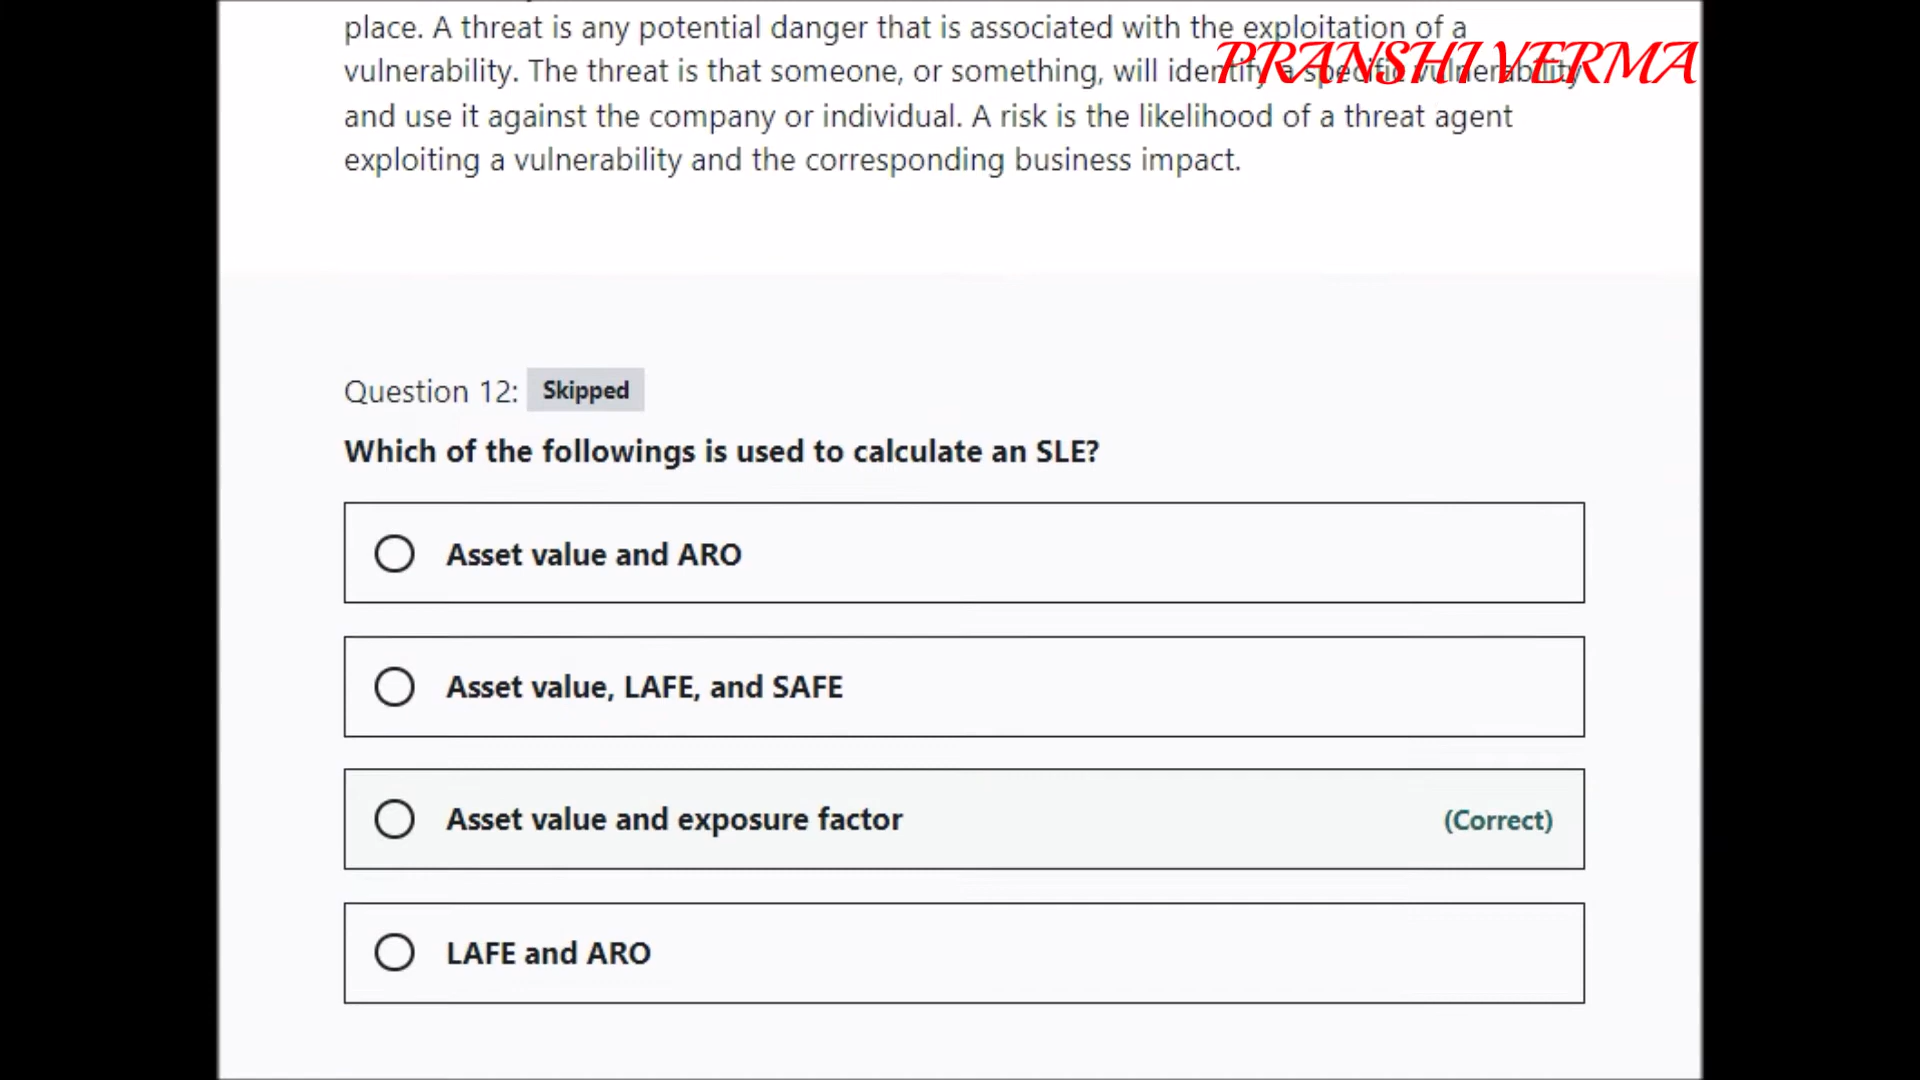 place. A threat is any potential danger that is associated with the exploitation of a
PRANSHI VERMA
vulnerability. The threat is that someone, or something, will identify a specific vulnerability
and use it against the company or individual. A risk is the likelihood of a threat agent
exploiting a vulnerability and the corresponding business impact.
Question 12: Skipped
Which of the followings is used to calculate an SLE?
Asset value and ARO
Asset value, LAFE, and SAFE
Asset value and exposure factor (Correct)
LAFE and ARO